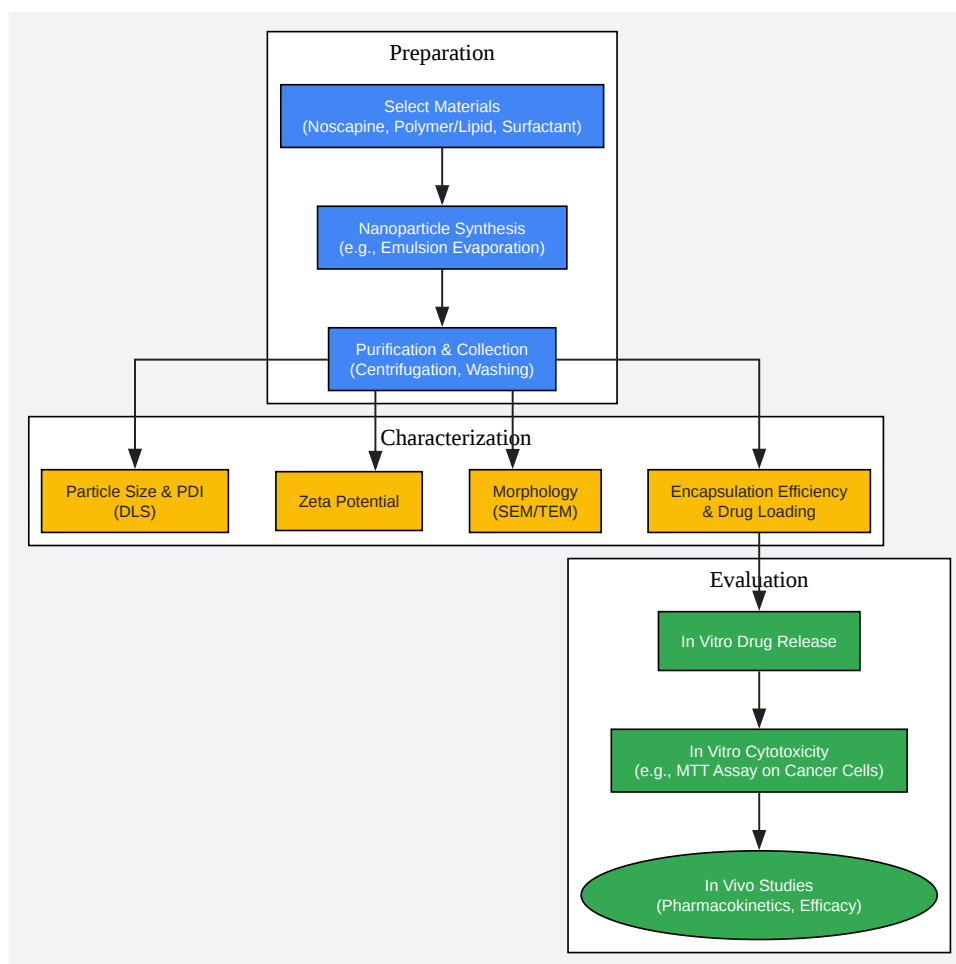 Preparation
Select Materials
(Noscapine, Polymer/Lipid, Surfactant)
Nanoparticle Synthesis
(e.g., Emulsion Evaporation)
Purification & Collection
(Centrifugation, Washing)
Characterization
Particle Size & PDI
(DLS)
Zeta Potential
Morphology
(SEM/TEM)
Encapsulation Efficiency
& Drug Loading
Evaluation
In Vitro Drug Release
In Vitro Cytotoxicity
(e.g., MTT Assay on Cancer Cells)
In Vivo Studies
(Pharmacokinetics, Efficacy)